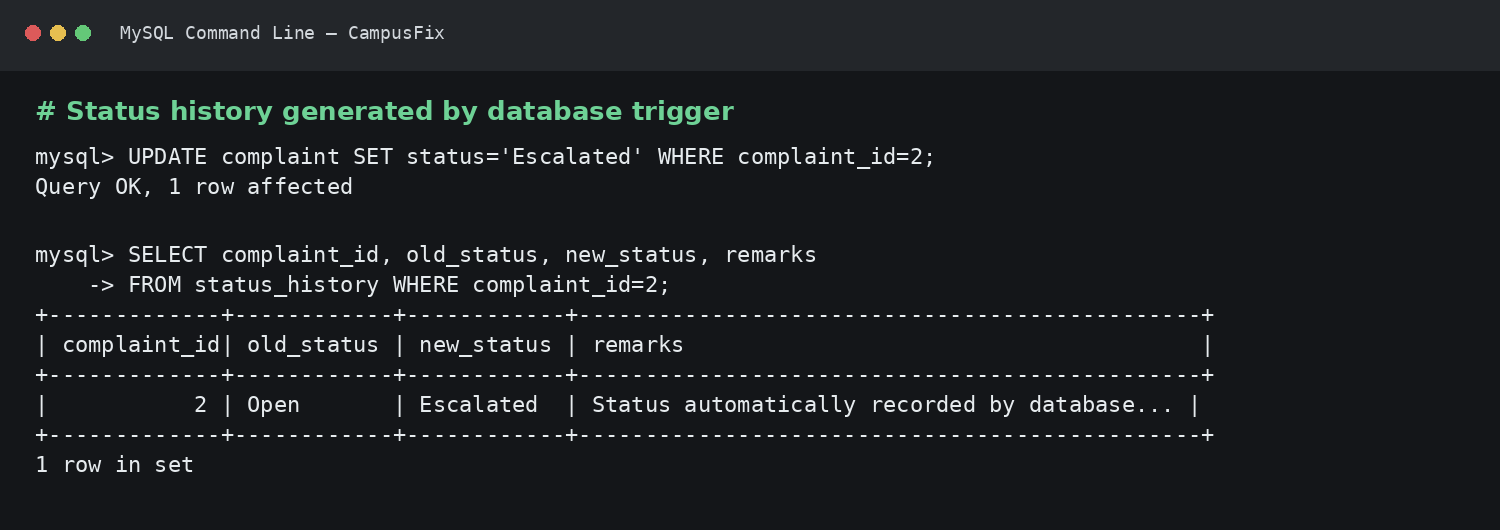 MySQL Command Line — CampusFix
# Status history generated by database trigger
mysql> UPDATE complaint SET status='Escalated' WHERE complaint_id=2;
Query OK, 1 row affected
mysql> SELECT complaint_id, old_status, new_status, remarks
    -> FROM status_history WHERE complaint_id=2;
+-------------+------------+------------+-----------------------------------------------+
| complaint_id| old_status | new_status | remarks                                       |
+-------------+------------+------------+-----------------------------------------------+
|           2 | Open       | Escalated  | Status automatically recorded by database... |
+-------------+------------+------------+-----------------------------------------------+
1 row in set